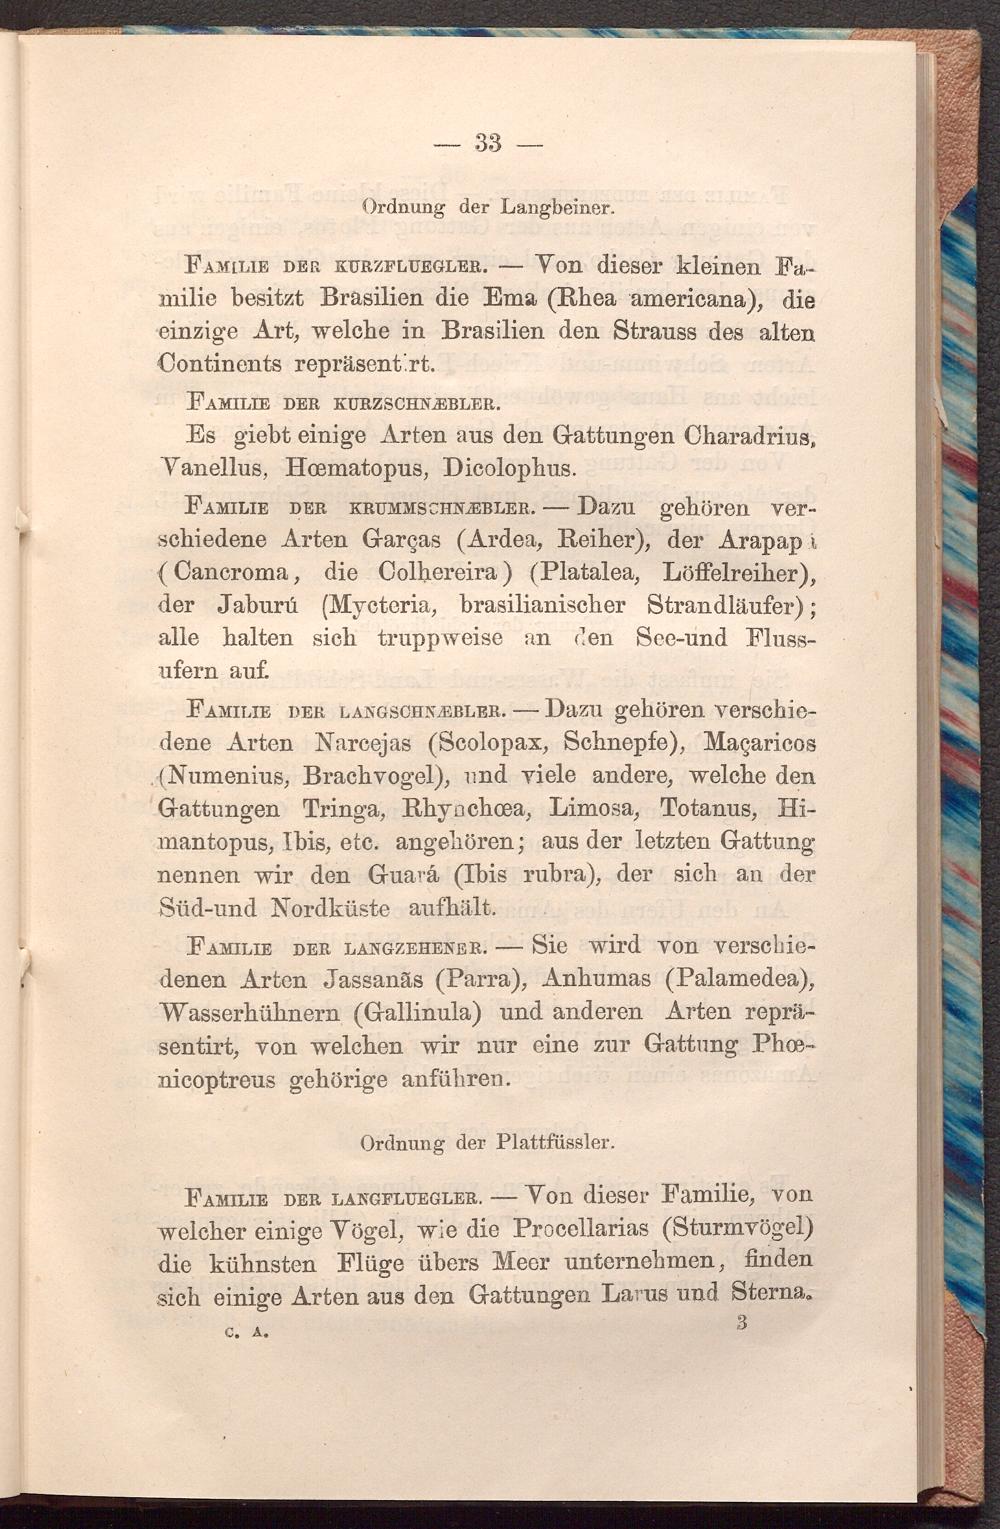 — 33 —
Ordnung der Langbeiner.
FAMILIE DER KURZFLUEGLER. — Von dieser kleinen Fa-
milie besitzt Brasilien die Ema (Rhea americana), die
einzige Art, welche in Brasilien den Strauss des alten
Continents repräsent.rt.
FAMILIE DER KURZSCHNÆBLER.
Es giebt einige Arten aus den Gattungen Charadrius,
Vanellus, Hœmatopus, Dicolophus.
FAMILIE DER KRUMMSCHNÆBLER. — Dazu gehören ver-
schiedene Arten Garças (Ardea, Reiher), der Arapap i
(Cancroma, die Colhereira) (Platalea, Löffelreiher),
der Jaburú (Mycteria, brasilianischer Strandläufer);
alle halten sich truppweise an den See-und Fluss-
ufern auf.
FAMILIE DER LANGSCHNÆBLER. — Dazu gehören verschie-
dene Arten Narcejas (Scolopax, Schnepfe), Maçaricos
(Numenius, Brachvogel), und viele andere, welche den
Gattungen Tringa, Rhynchœa, Limosa, Totanus, Hi-
mantopus, Ibis, etc. angehören; aus der letzten Gattung
nennen wir den Guará (Ibis rubra), der sich an der
Süd-und Nordküste aufhält.
FAMILIE DER LANGZEHENER. — Sie wird von verschie-
denen Arten Jassanãs (Parra), Anhumas (Palamedea),
Wasserhühnern (Gallinula) und anderen Arten reprä-
sentirt, von welchen wir nur eine zur Gattung Phœ-
nicoptreus gehörige anführen.
Ordnung der Plattfüssler.
FAMILIE DER LANGFLUEGLER. — Von dieser Familie, von
welcher einige Vögel, wie die Procellarias (Sturmvögel)
die kühnsten Flüge übers Meer unternehmen, finden
sich einige Arten aus den Gattungen Larus und Sterna.
C. A. 3